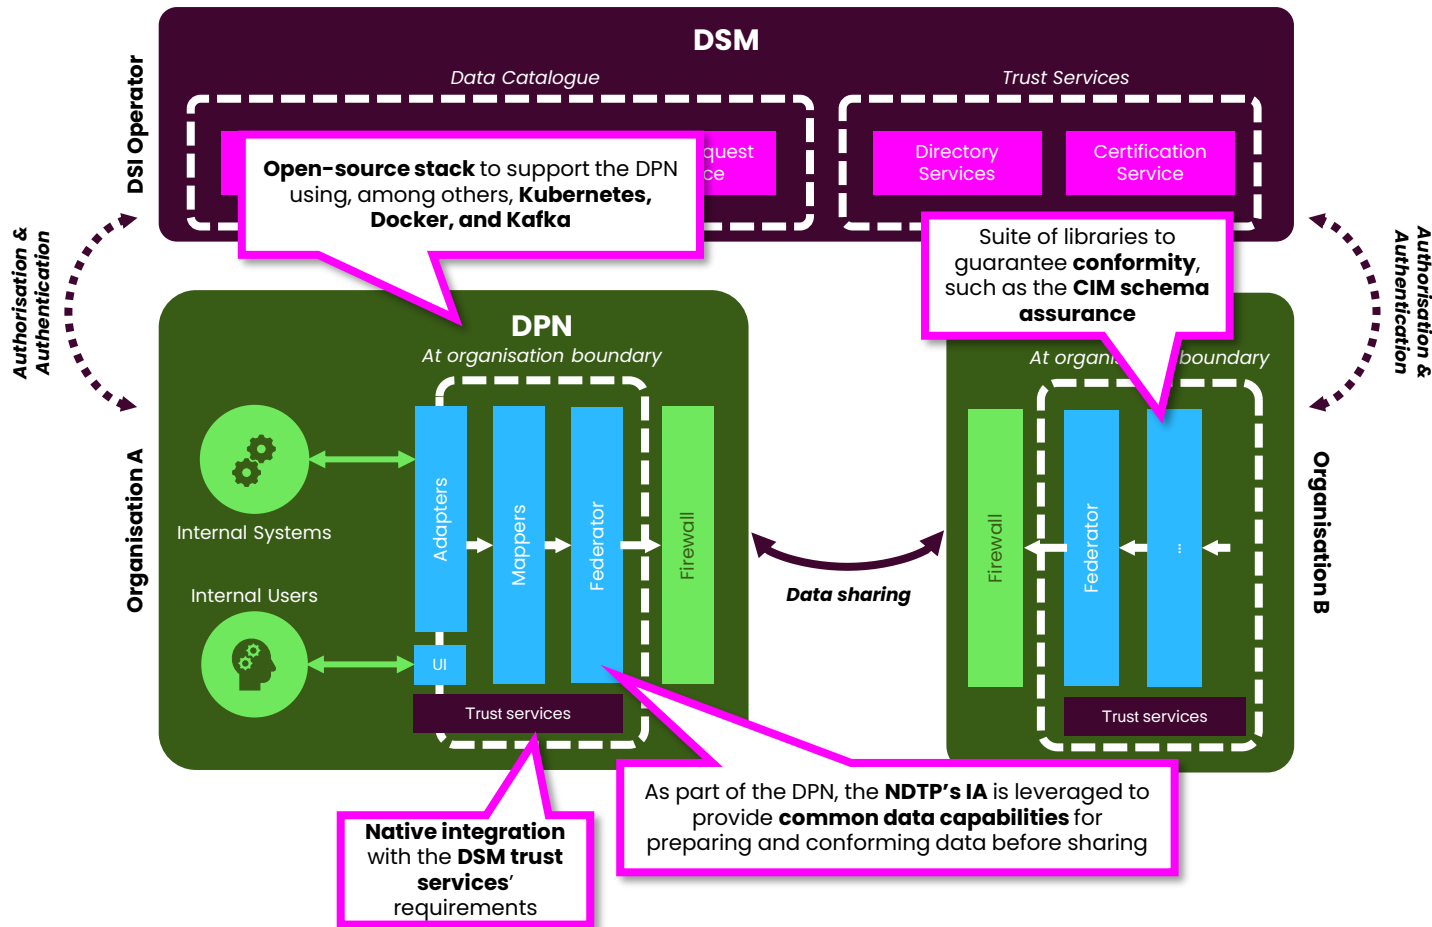 DSM
Data Catalogue
Trust Services
DSI Operator
Directory
Services
Certification
Service
Open-source stack to support the DPN
using, among others, Kubernetes,
Docker, and Kafka
Suite of libraries to
guarantee conformity,
such as the CIM schema
assurance
Authorisation &
Authentication
Authorisation &
Authentication
DPN
At organisation boundary
At boundary
Organisation A
Internal Systems
Internal Users
Adapters
UI
Mappers
Federator
Firewall
Trust services
Data sharing
Firewall
Federator
...
Trust services
Organisation B
Native integration
with the DSM trust
services’
requirements
As part of the DPN, the NDTP’s IA is leveraged to
provide common data capabilities for
preparing and conforming data before sharing